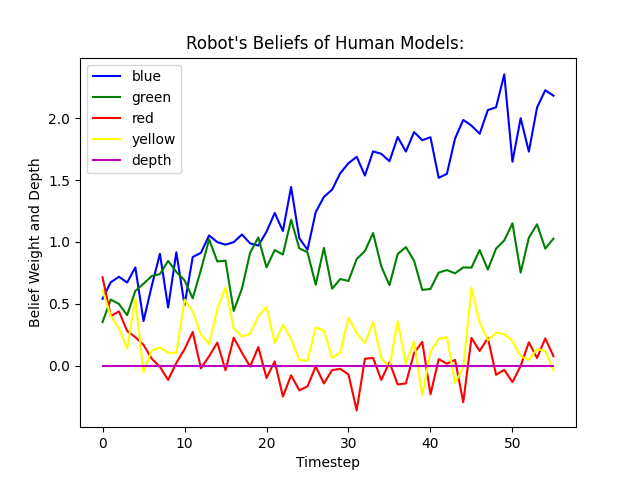 Robot's Beliefs of Human Models:
blue
green
red
yellow
depth
Belief Weight and Depth
2.0
1.5
1.0
0.5
0.0
0 10 20 30 40 50
Timestep